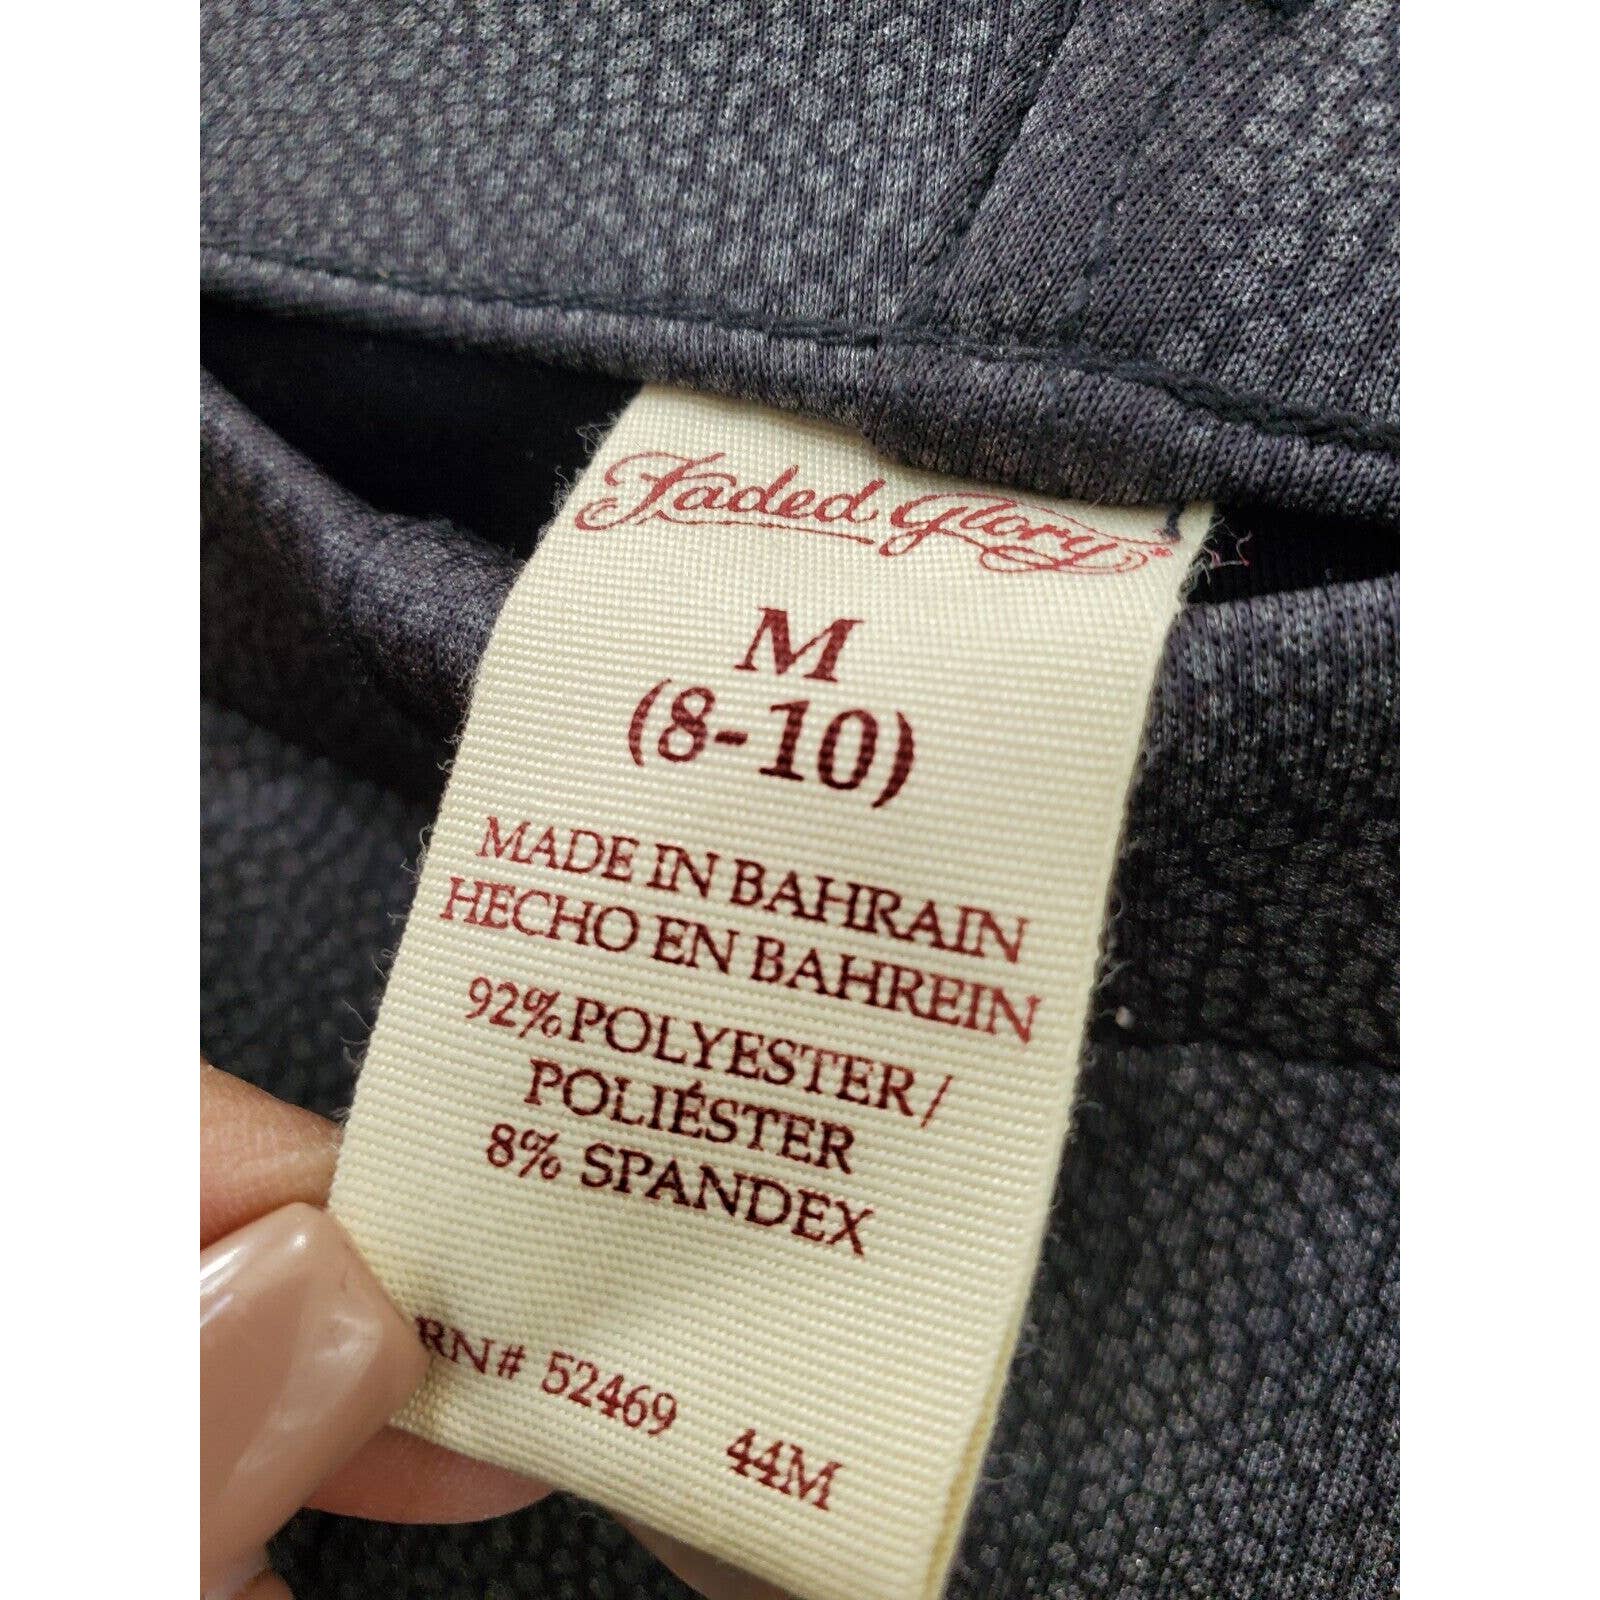 Faded Glory
M
(8-10)
MADE IN BAHRAIN
HECHO EN BAHREIN
92% POLYESTER/
POLIÉSTER
8% SPANDEX
RN# 52469 44M